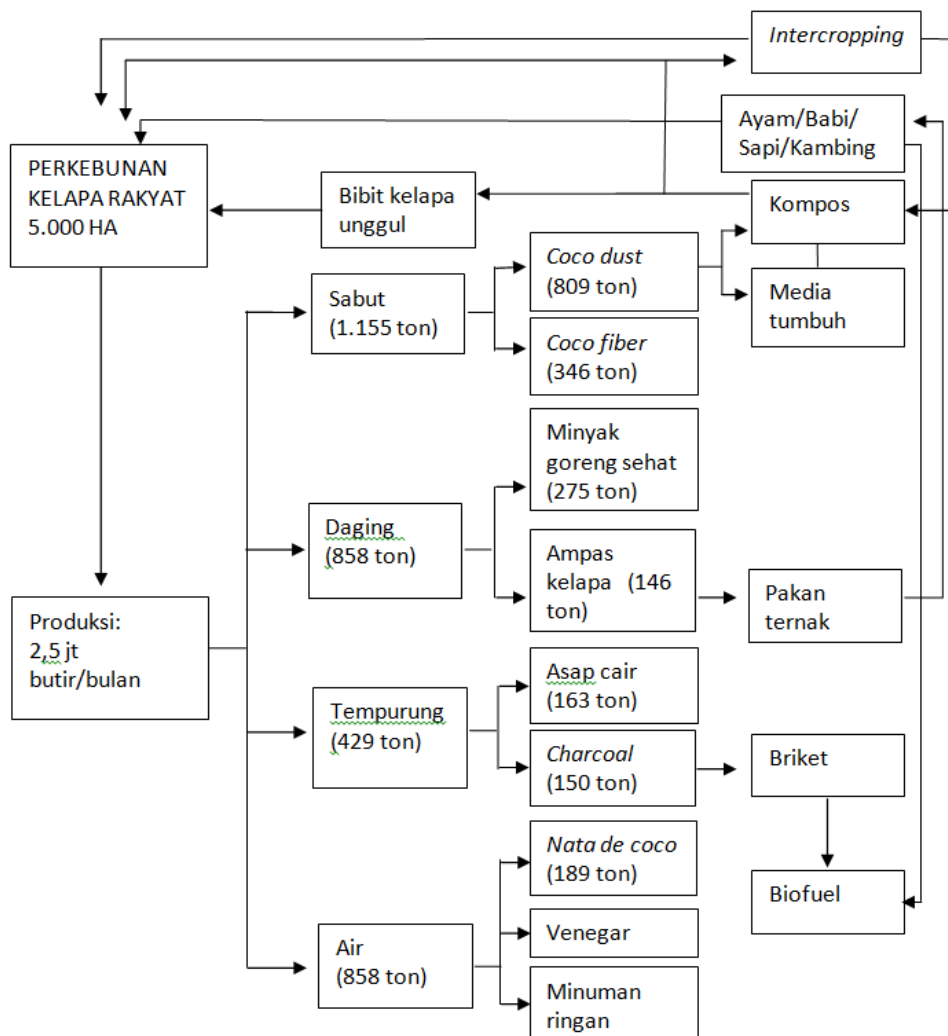 Intercropping
Ayam/Babi/
Sapi/Kambing
PERKEBUNAN
KELAPA RAKYAT
5.000 HA
Bibit kelapa
unggul
Kompos
Coco dust
(809 ton)
Media
tumbuh
Sabut
(1.155 ton)
Coco fiber
(346 ton)
Minyak
goreng sehat
(275 ton)
Daging
(858 ton)
Ampas
kelapa (146
ton)
Pakan
ternak
Produksi:
2,5 jt
butir/bulan
Asap cair
(163 ton)
Tempurung
(429 ton)
Charcoal
(150 ton)
Briket
Nata de coco
(189 ton)
Biofuel
Venegar
Air
(858 ton)
Minuman
ringan